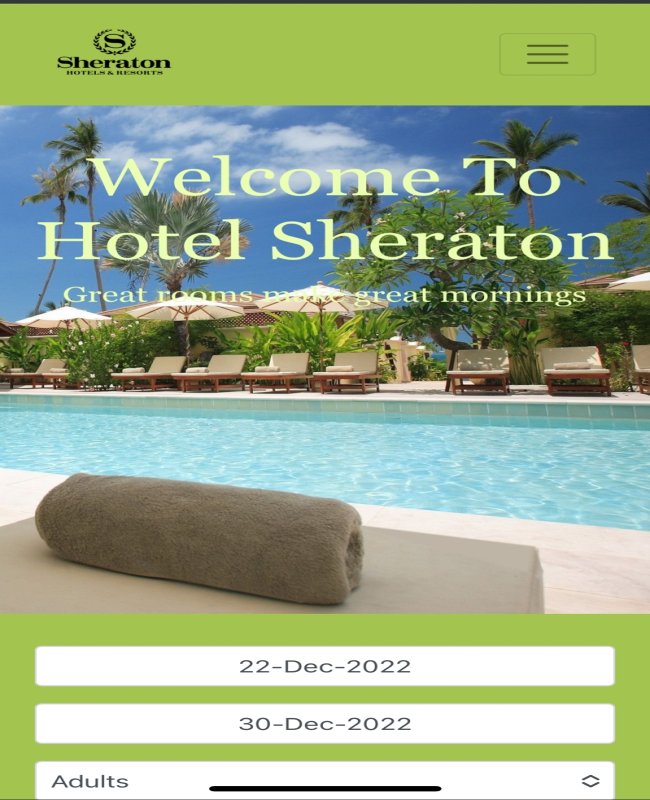 S
Sheraton
HOTELS & RESORTS
Welcome To
Hotel Sheraton
Great rooms make great mornings
22-Dec-2022
30-Dec-2022
Adults